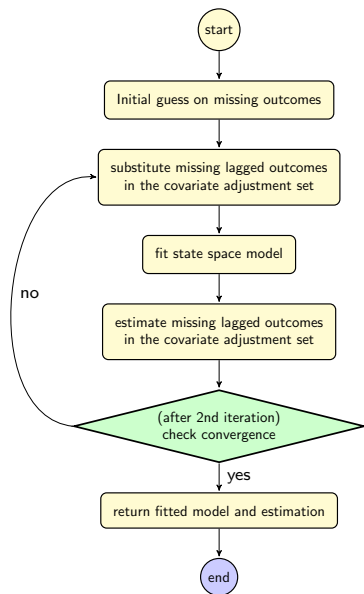 start
Initial guess on missing outcomes
substitute missing lagged outcomes
in the covariate adjustment set
fit state space model
no
estimate missing lagged outcomes
in the covariate adjustment set
(after 2nd iteration)
check convergence
yes
return fitted model and estimation
end